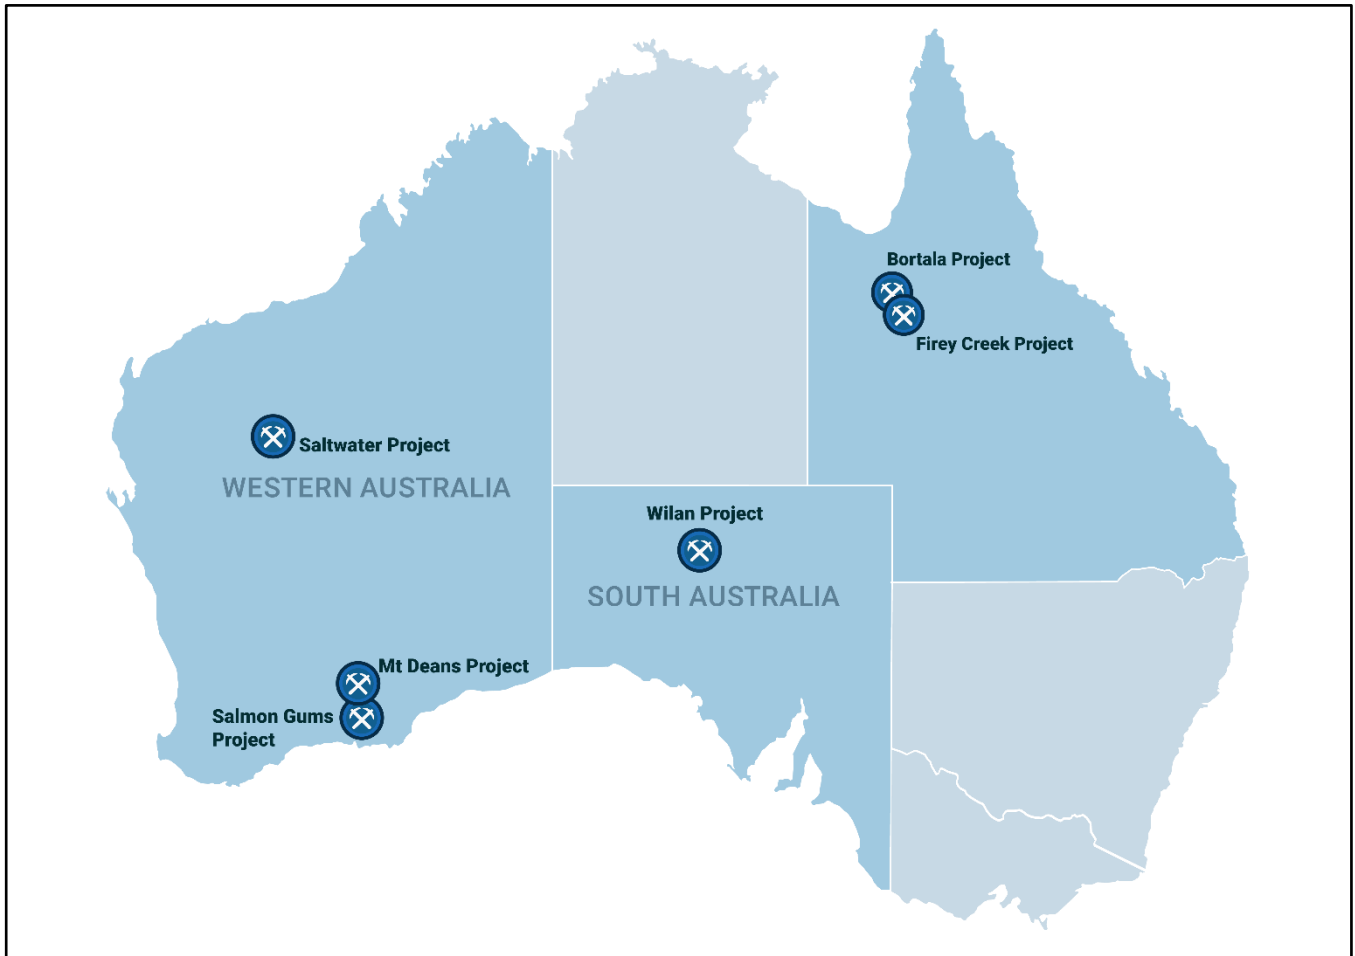 Bortala Project
Firey Creek Project
Saltwater Project
WESTERN AUSTRALIA
Wilan Project
SOUTH AUSTRALIA
Mt Deans Project
Salmon Gums
Project